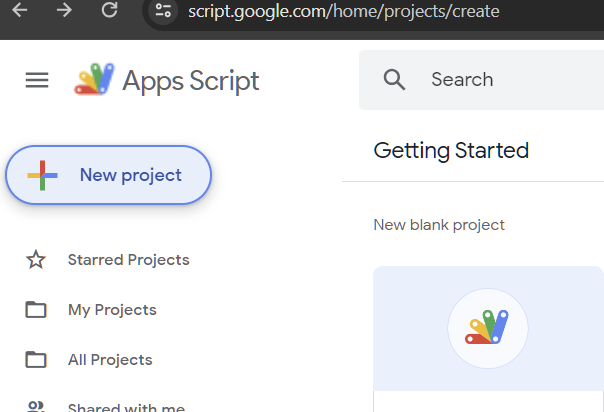 script.google.com/home/projects/create
Apps Script
Search
New project
Getting Started
New blank project
Starred Projects
My Projects
All Projects
Shared with me